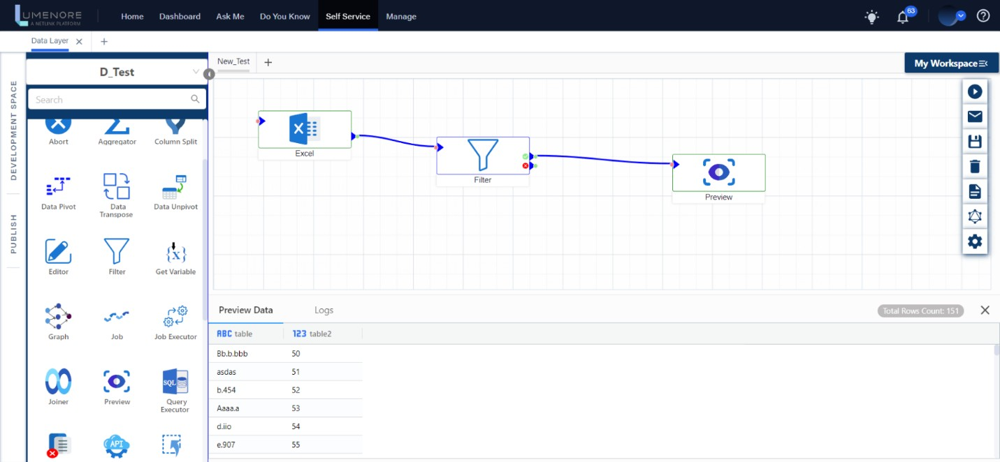 LUMENORE
A NETLINK PLATFORM
Home
Dashboard
Ask Me
Do You Know
Self Service
Manage
63
Data Layer
DEVELOPMENT SPACE
PUBLISH
D_Test
Search
Abort
Aggregator
Column Split
Data Pivot
Data
Transpose
Data Unpivot
Editor
Filter
{x}
Get Variable
Graph
Job
Job Executor
Joiner
Preview
SQL
Query
Executor
API
New_Test
My Workspace
X
Excel
Filter
Preview
Preview Data
Logs
Total Rows Count: 151
ABC table
123 table2
Bb.b.bbb 50
asdas 51
b.454 52
Aaaa.a 53
d.iio 54
e.907 55